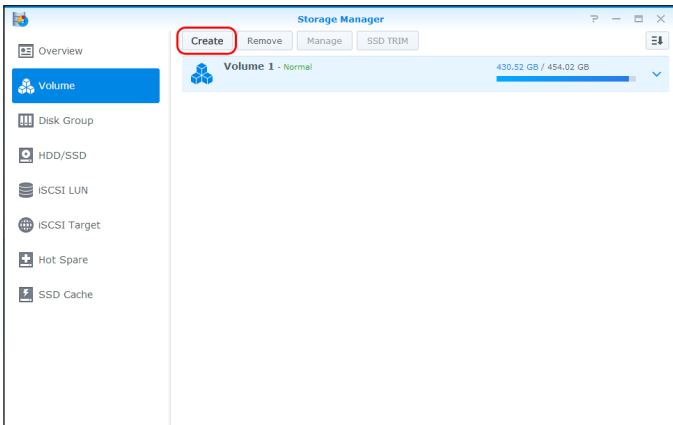 Storage Manager
Create Remove Manage SSD TRIM
Overview
Volume
Disk Group
HDD/SSD
iSCSI LUN
iSCSI Target
Hot Spare
SSD Cache
Volume 1 - Normal
430.52 GB / 454.02 GB